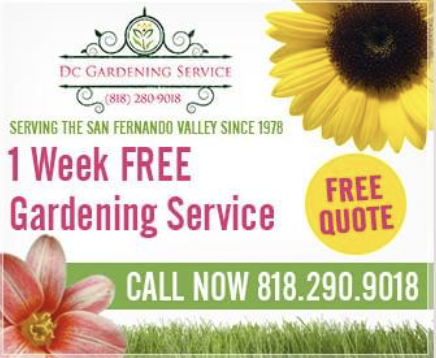 DC GARDENING SERVICE
(818) 280-9018
SERVING THE SAN FERNANDO VALLEY SINCE 1978
1 Week FREE
Gardening Service
FREE
QUOTE
CALL NOW 818.290.9018